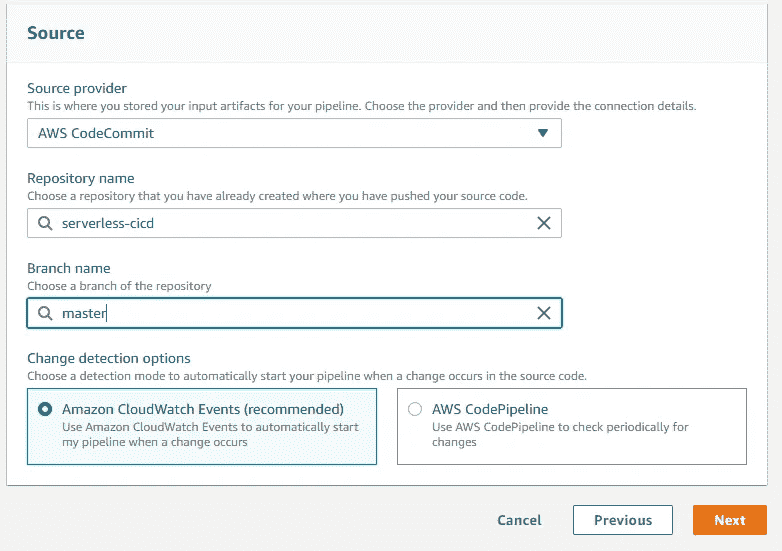 Source
Source provider
This is where you stored your input artifacts for your pipeline. Choose the provider and then provide the connection details.
AWS CodeCommit
Repository name
Choose a repository that you have already created where you have pushed your source code.
serverless-cicd
Branch name
Choose a branch of the repository
master
Change detection options
Choose a detection mode to automatically start your pipeline when a change occurs in the source code.
Amazon CloudWatch Events (recommended)
Use Amazon CloudWatch Events to automatically start
my pipeline when a change occurs
AWS CodePipeline
Use AWS CodePipeline to check periodically for
changes
Cancel
Previous
Next